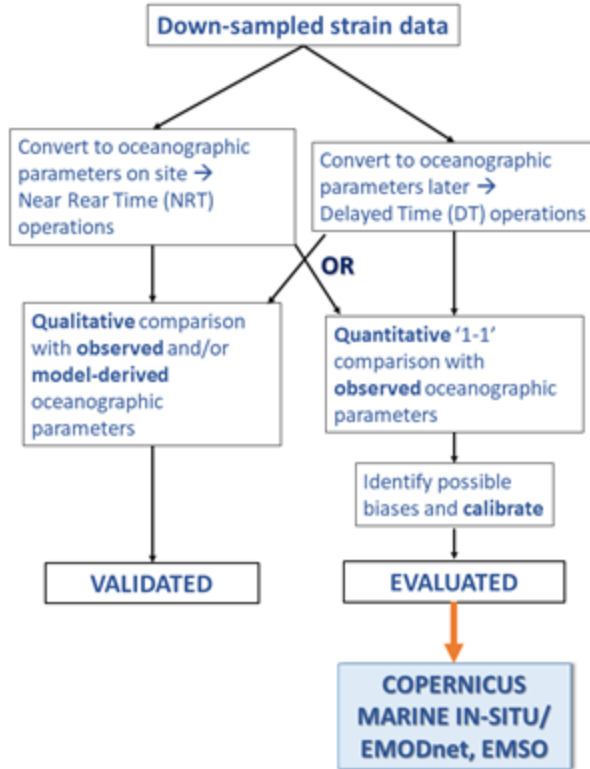 Down-sampled strain data
Convert to oceanographic
parameters on site →
Near Rear Time (NRT)
operations
Convert to oceanographic
parameters later →
Delayed Time (DT) operations
OR
Qualitative comparison
with observed and/or
model-derived
oceanographic
parameters
Quantitative ‘1-1’
comparison with
observed oceanographic
parameters
Identify possible
biases and calibrate
VALIDATED
EVALUATED
COPERNICUS
MARINE IN-SITU/
EMODnet, EMSO